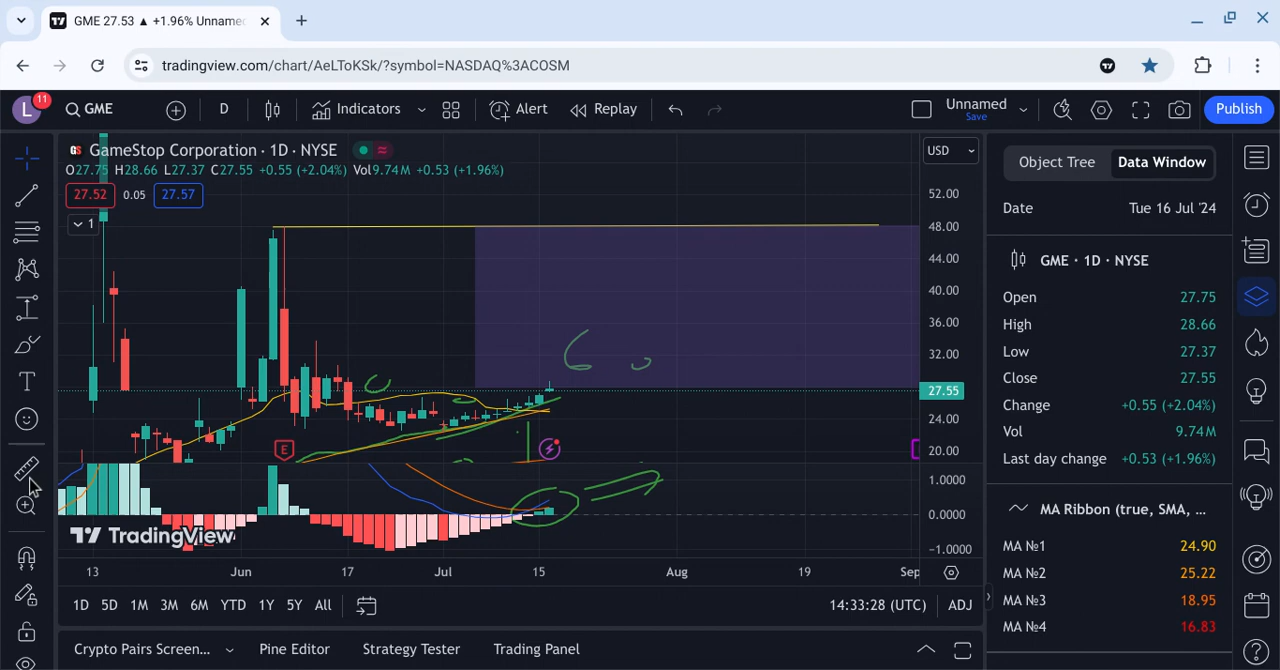 GME 27.53 ▲ +1.96% Unname
tradingview.com/chart/AeLToKSk/?symbol=NASDAQ%3ACOSM
L 11 GME D Indicators Alert Replay Unnamed Save Publish
GameStop Corporation · 1D · NYSE
O27.75 H28.66 L27.37 C27.55 +0.55 (+2.04%) Vol9.74M +0.53 (+1.96%)
27.52 0.05 27.57
1
USD
52.00
48.00
44.00
40.00
36.00
32.00
27.55
24.00
20.00
1.0000
0.0000
−1.0000
6 0
E
TradingView
13 Jun 17 Jul 15 Aug 19 Sep
1D 5D 1M 3M 6M YTD 1Y 5Y All 14:33:28 (UTC) ADJ
Crypto Pairs Screen... Pine Editor Strategy Tester Trading Panel
Object Tree Data Window
Date Tue 16 Jul '24
GME · 1D · NYSE
Open 27.75
High 28.66
Low 27.37
Close 27.55
Change +0.55 (+2.04%)
Vol 9.74M
Last day change +0.53 (+1.96%)
MA Ribbon (true, SMA, ...
MA №1 24.90
MA №2 25.22
MA №3 18.95
MA №4 16.83